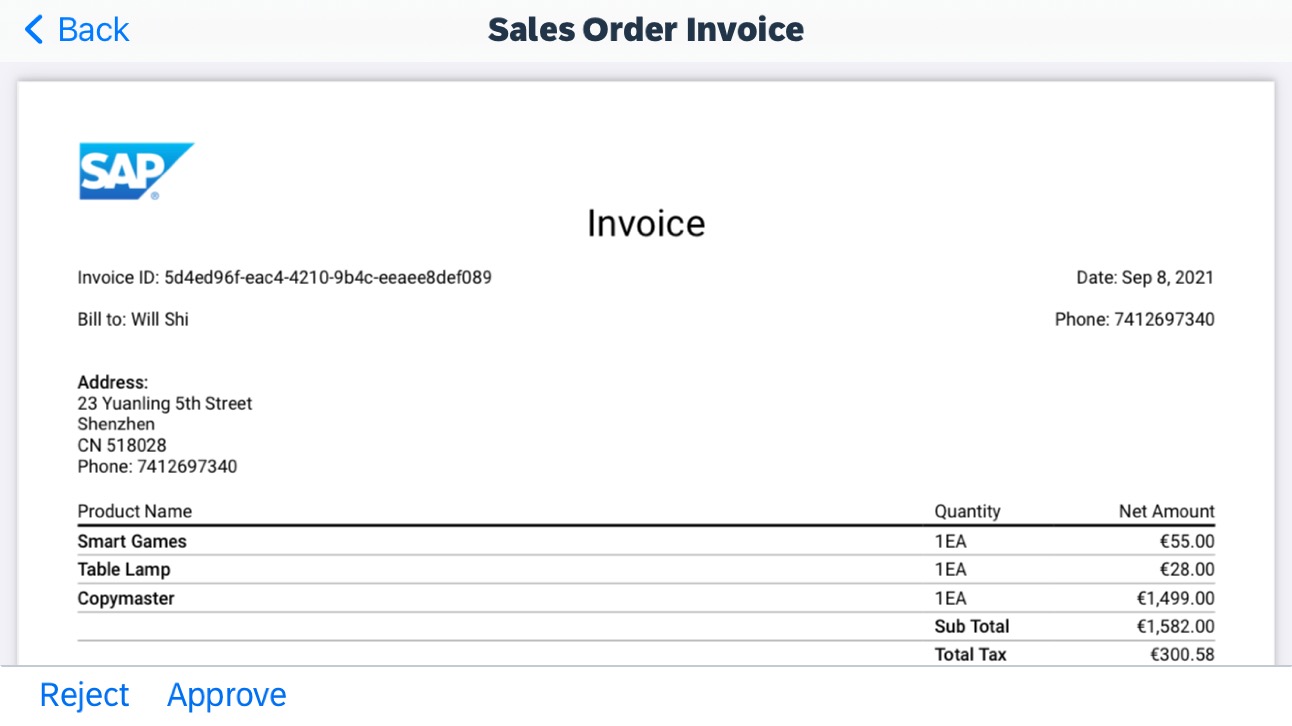 Back
Sales Order Invoice
SAP®
Invoice
Invoice ID: 5d4ed96f-eac4-4210-9b4c-eeaee8def089
Date: Sep 8, 2021
Bill to: Will Shi
Phone: 7412697340
Address:
23 Yuanling 5th Street
Shenzhen
CN 518028
Phone: 7412697340
Product Name Quantity Net Amount
Smart Games 1EA €55.00
Table Lamp 1EA €28.00
Copymaster 1EA €1,499.00
Sub Total €1,582.00
Total Tax €300.58
Reject Approve